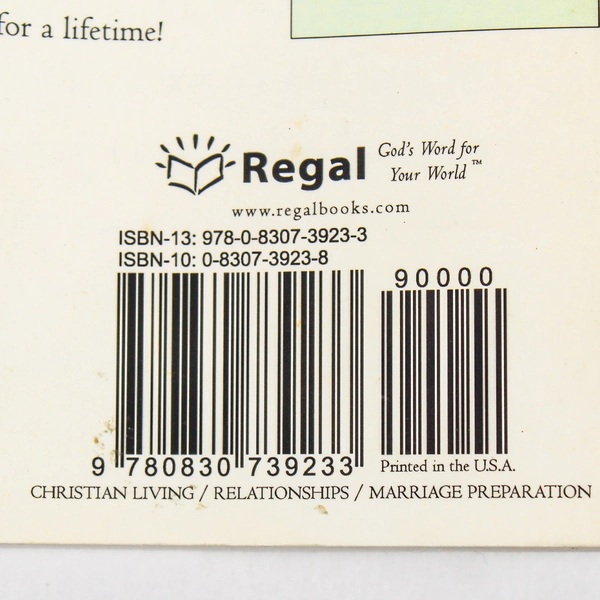 for a lifetime!
Regal
God's Word for
Your World™
www.regalbooks.com
ISBN-13: 978-0-8307-3923-3
ISBN-10: 0-8307-3923-8
90000
9 780830 739233
Printed in the U.S.A.
CHRISTIAN LIVING / RELATIONSHIPS / MARRIAGE PREPARATION